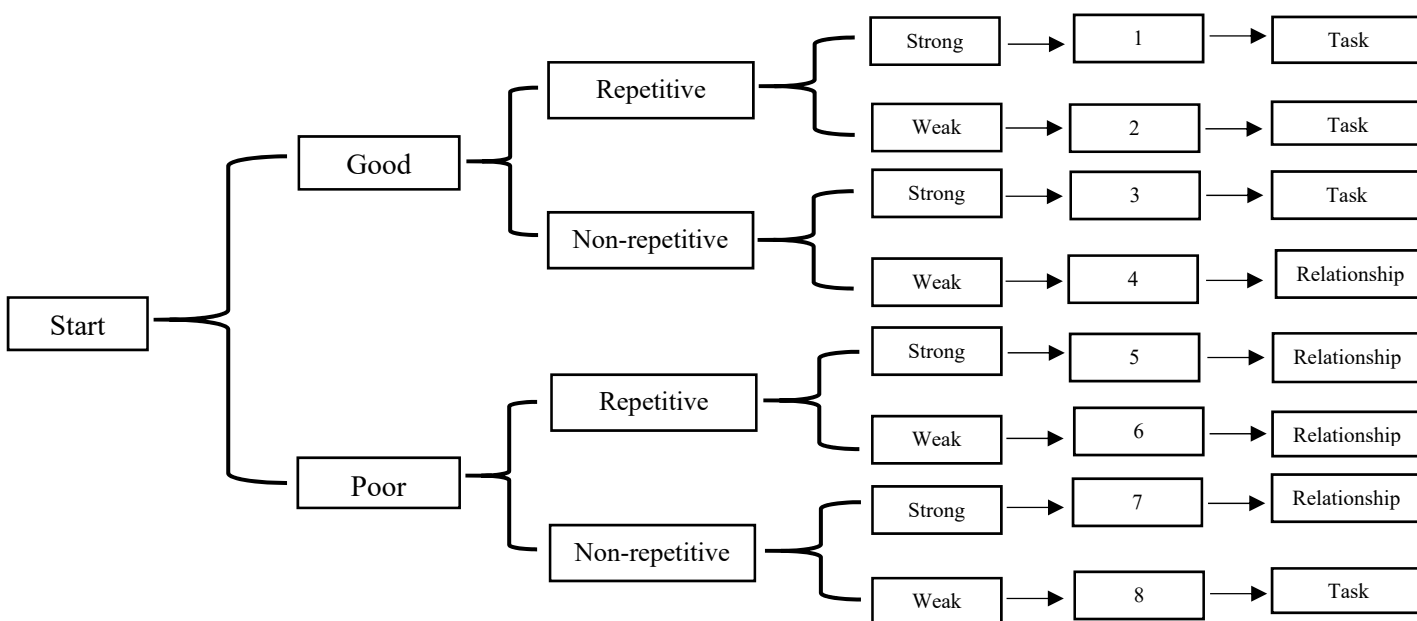 Strong 1 Task
Repetitive
Weak 2 Task
Good
Strong 3 Task
Non-repetitive
Weak 4 Relationship
Start
Strong 5 Relationship
Repetitive
Weak 6 Relationship
Poor
Strong 7 Relationship
Non-repetitive
Weak 8 Task